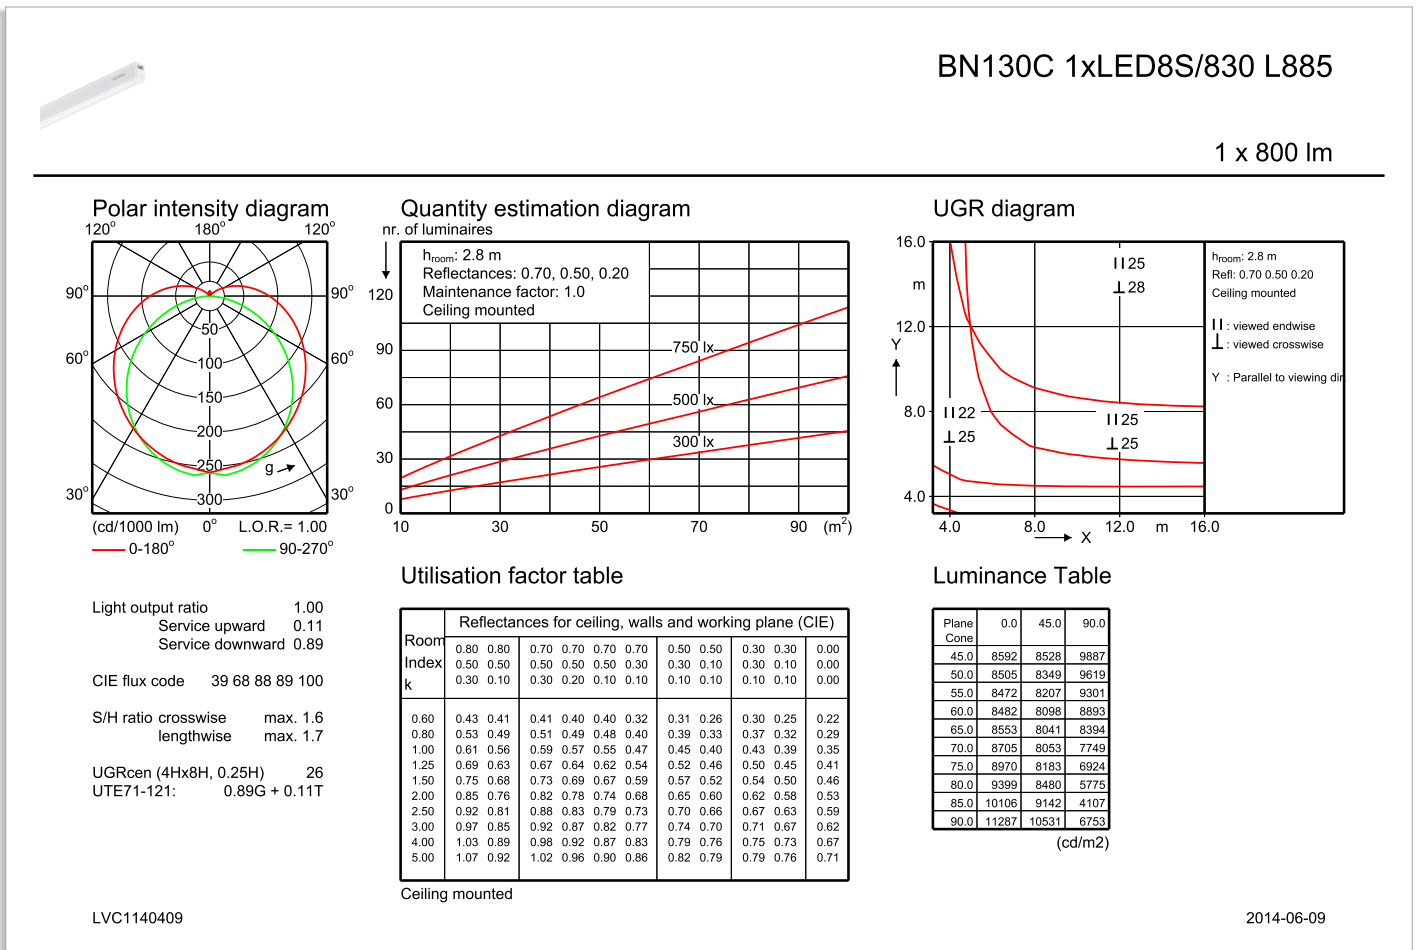 BN130C 1xLED8S/830 L885
1 x 800 lm
Polar intensity diagram
120° 180° 120°
90° 90°
50
60° 60°
100
150
200
250
g
300
30° 30°
(cd/1000 lm) 0° L.O.R.= 1.00
0-180° 90-270°
Light output ratio 1.00
Service upward 0.11
Service downward 0.89
CIE flux code 39 68 88 89 100
S/H ratio crosswise max. 1.6
lengthwise max. 1.7
UGRcen (4Hx8H, 0.25H) 26
UTE71-121: 0.89G + 0.11T
Quantity estimation diagram
nr. of luminaires
hroom: 2.8 m
Reflectances: 0.70, 0.50, 0.20
Maintenance factor: 1.0
Ceiling mounted
120
90
60
30
0
750 lx
500 lx
300 lx
10 30 50 70 90 (m²)
UGR diagram
16.0
m
12.0
Y
8.0
4.0
II 25
⊥ 28
II 22
⊥ 25
II 25
⊥ 25
4.0 8.0 12.0 m 16.0
X
hroom: 2.8 m
Refl: 0.70 0.50 0.20
Ceiling mounted
II : viewed endwise
⊥ : viewed crosswise
Y : Parallel to viewing dir.
Utilisation factor table
Room
Index
k
Reflectances for ceiling, walls and working plane (CIE)
0.80 0.80 0.70 0.70 0.70 0.70 0.50 0.50 0.30 0.30 0.00
0.50 0.50 0.50 0.50 0.50 0.30 0.30 0.10 0.30 0.10 0.00
0.30 0.10 0.30 0.20 0.10 0.10 0.10 0.10 0.10 0.10 0.00
0.60 0.43 0.41 0.41 0.40 0.40 0.32 0.31 0.26 0.30 0.25 0.22
0.80 0.53 0.49 0.51 0.49 0.48 0.40 0.39 0.33 0.37 0.32 0.29
1.00 0.61 0.56 0.59 0.57 0.55 0.47 0.45 0.40 0.43 0.39 0.35
1.25 0.69 0.63 0.67 0.64 0.62 0.54 0.52 0.46 0.50 0.45 0.41
1.50 0.75 0.68 0.73 0.69 0.67 0.59 0.57 0.52 0.54 0.50 0.46
2.00 0.85 0.76 0.82 0.78 0.74 0.68 0.65 0.60 0.62 0.58 0.53
2.50 0.92 0.81 0.88 0.83 0.79 0.73 0.70 0.66 0.67 0.63 0.59
3.00 0.97 0.85 0.92 0.87 0.82 0.77 0.74 0.70 0.71 0.67 0.62
4.00 1.03 0.89 0.98 0.92 0.87 0.83 0.79 0.76 0.75 0.73 0.67
5.00 1.07 0.92 1.02 0.96 0.90 0.86 0.82 0.79 0.79 0.76 0.71
Ceiling mounted
Luminance Table
Plane 0.0 45.0 90.0
Cone
45.0 8592 8528 9887
50.0 8505 8349 9619
55.0 8472 8207 9301
60.0 8482 8098 8893
65.0 8553 8041 8394
70.0 8705 8053 7749
75.0 8970 8183 6924
80.0 9399 8480 5775
85.0 10106 9142 4107
90.0 11287 10531 6753
(cd/m2)
LVC1140409
2014-06-09